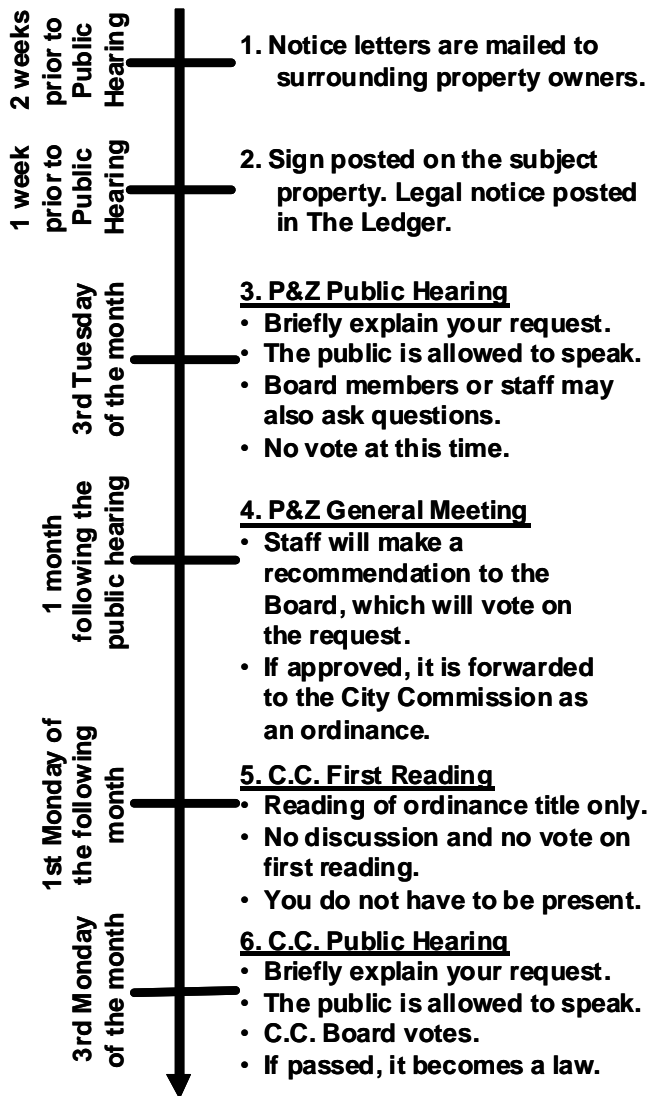 2 weeks
prior to
Public
Hearing
1. Notice letters are mailed to
surrounding property owners.
1 week
prior to
Public
Hearing
2. Sign posted on the subject
property. Legal notice posted
in The Ledger.
3rd Tuesday
of the month
3. P&Z Public Hearing
• Briefly explain your request.
• The public is allowed to speak.
• Board members or staff may
also ask questions.
• No vote at this time.
1 month
following the
public hearing
4. P&Z General Meeting
• Staff will make a
recommendation to the
Board, which will vote on
the request.
• If approved, it is forwarded
to the City Commission as
an ordinance.
1st Monday of
the following
month
5. C.C. First Reading
• Reading of ordinance title only.
• No discussion and no vote on
first reading.
• You do not have to be present.
3rd Monday
of the month
6. C.C. Public Hearing
• Briefly explain your request.
• The public is allowed to speak.
• C.C. Board votes.
• If passed, it becomes a law.